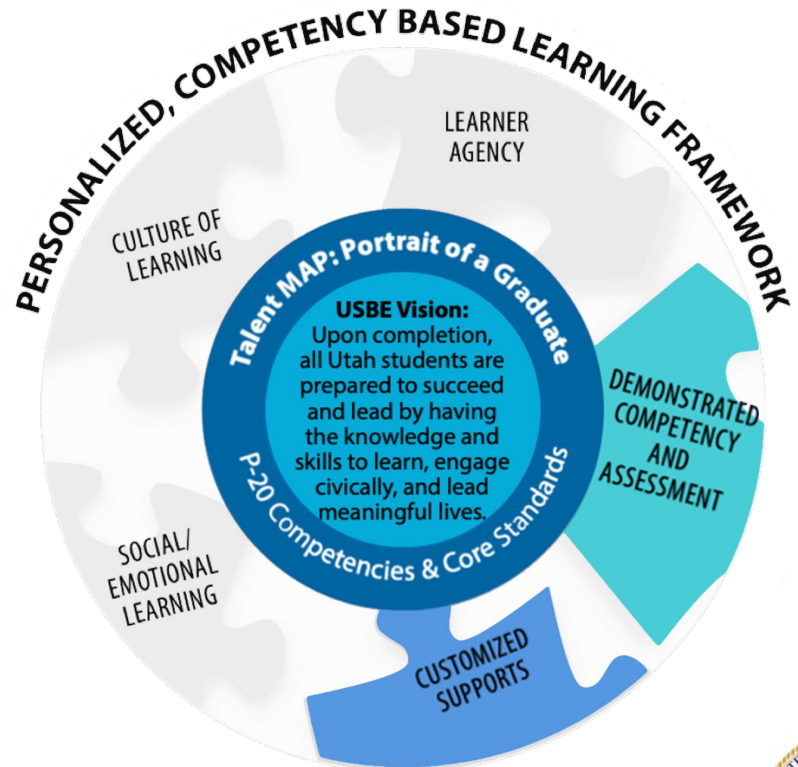 PERSONALIZED, COMPETENCY BASED LEARNING FRAMEWORK
LEARNER
AGENCY
CULTURE OF
LEARNING
Talent MAP: Portrait of a Graduate
USBE Vision:
Upon completion,
all Utah students are
prepared to succeed
and lead by having
the knowledge and
skills to learn, engage
civically, and lead
meaningful lives.
P-20 Competencies & Core Standards
DEMONSTRATED
COMPETENCY
AND
ASSESSMENT
SOCIAL/
EMOTIONAL
LEARNING
CUSTOMIZED
SUPPORTS